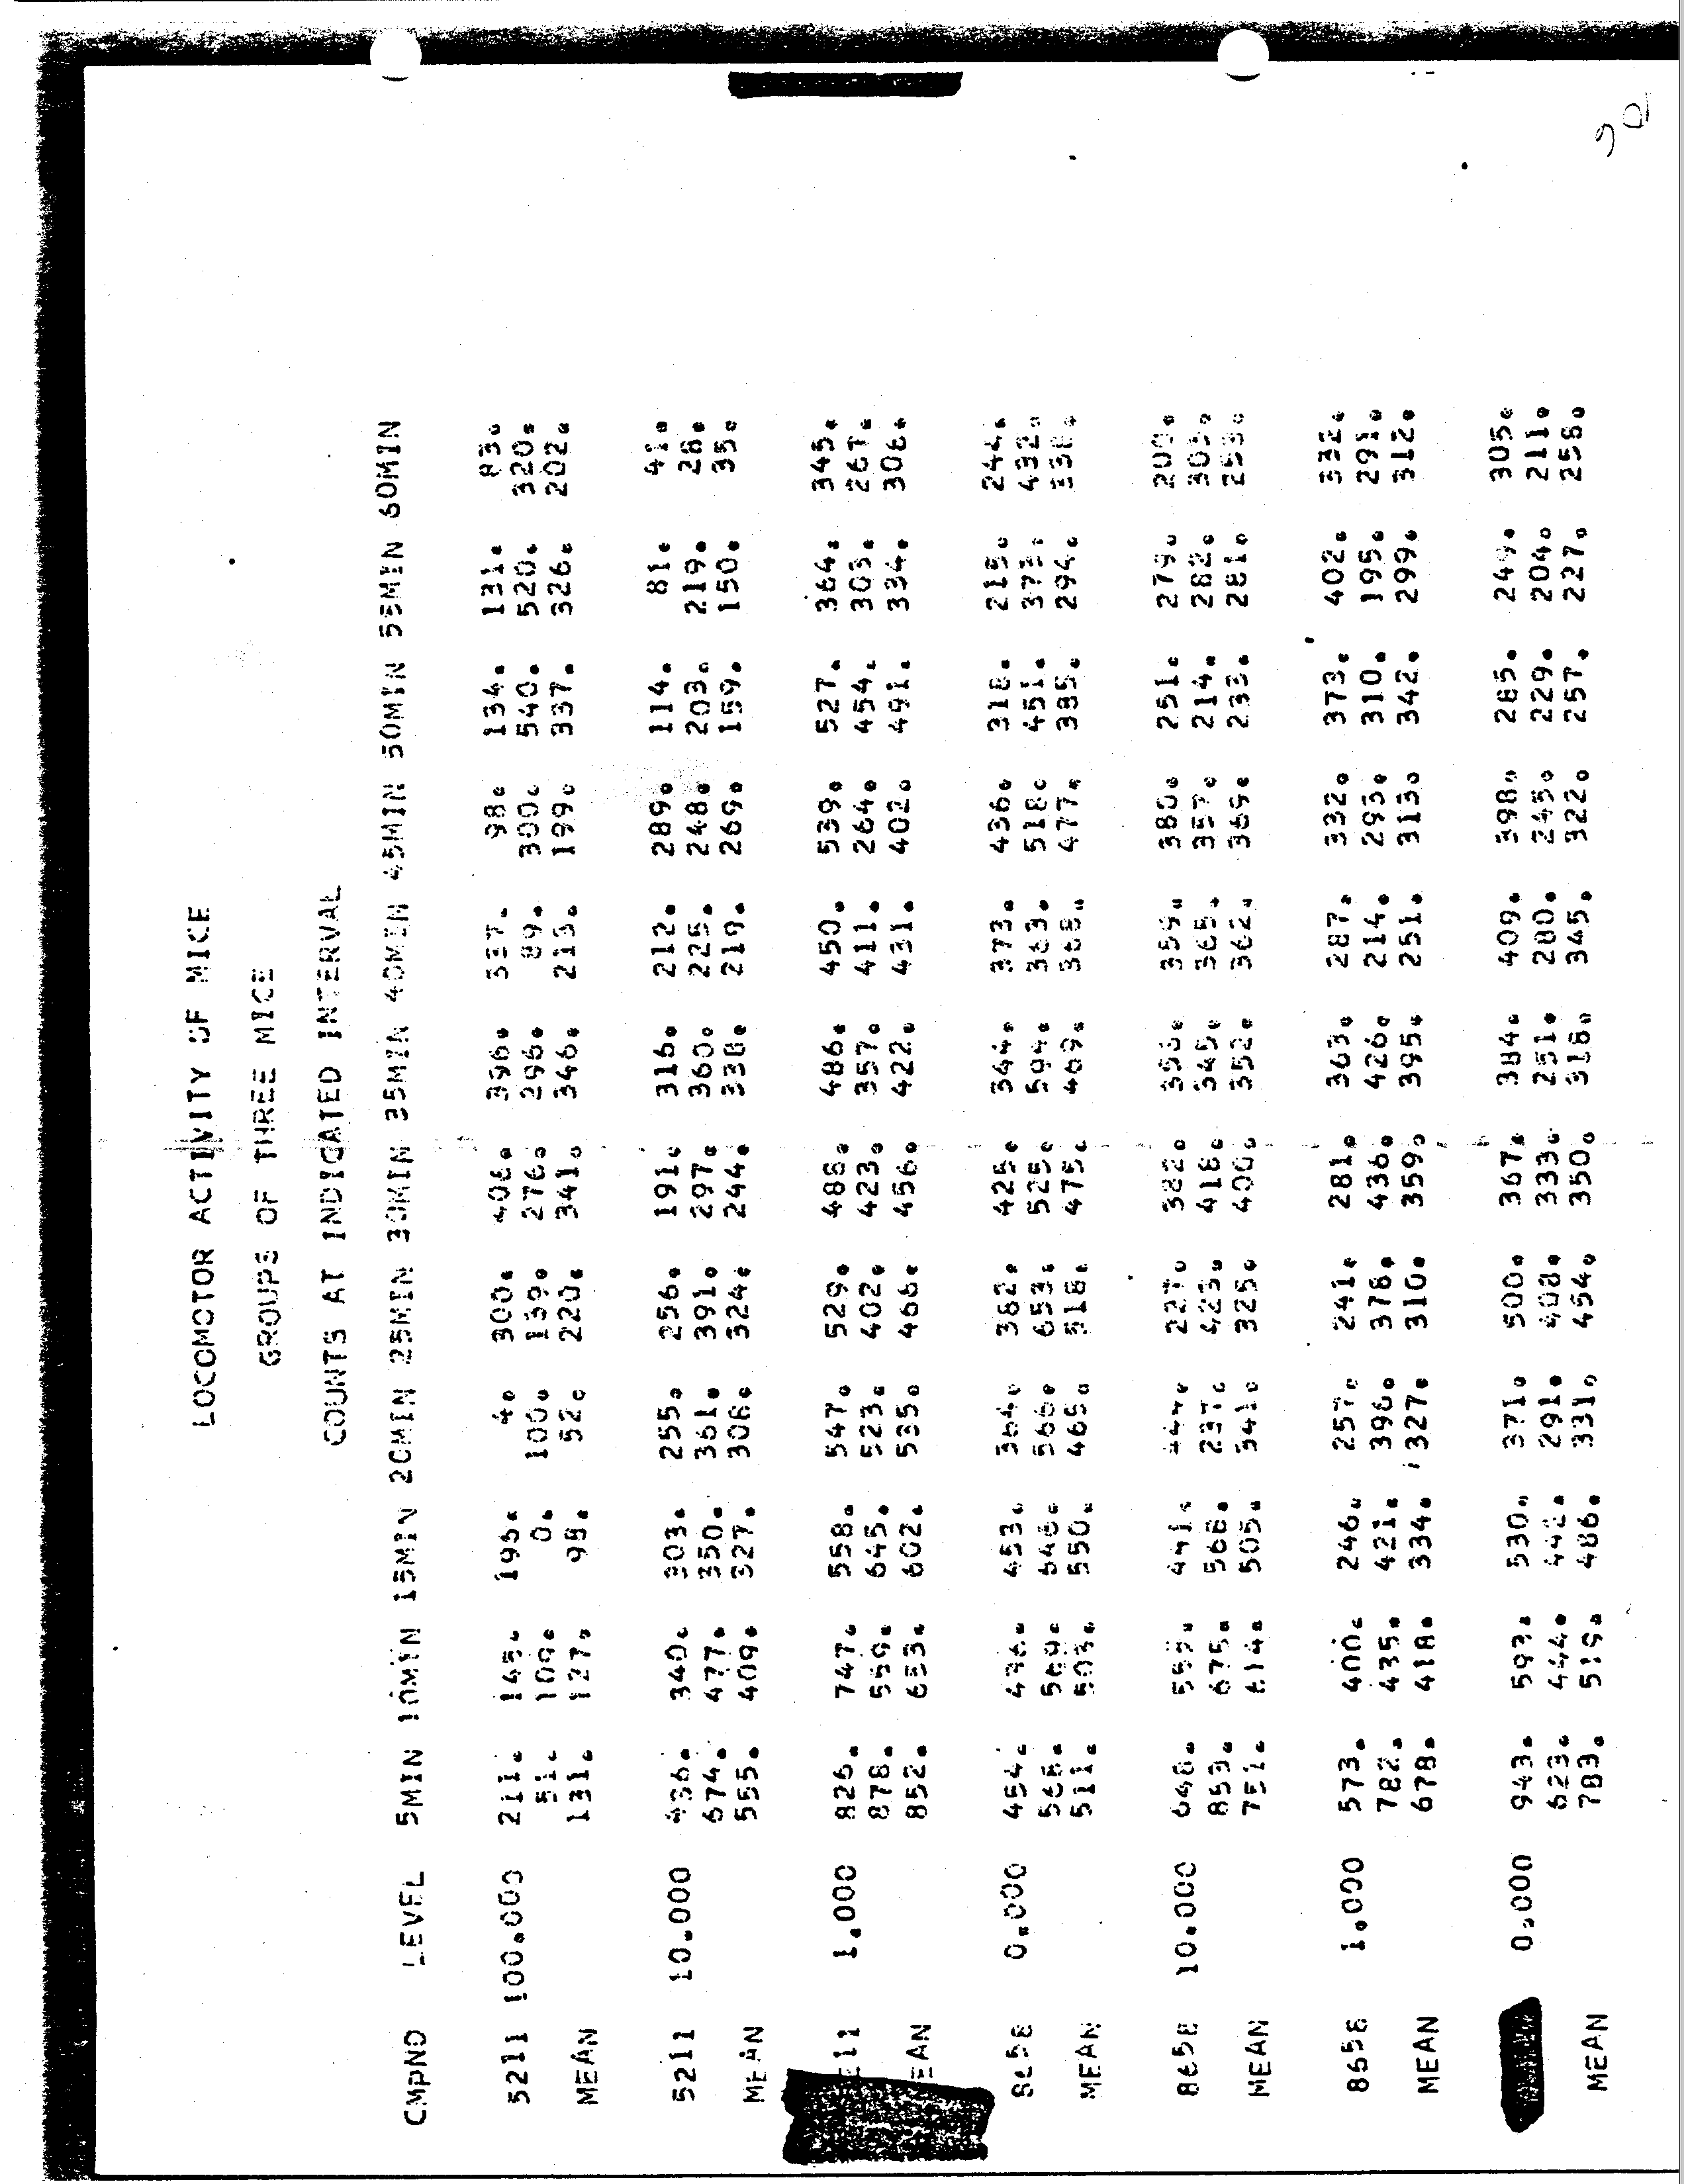 LOCOMOTOR ACTIVITY OF MICE
GROUPS OF THREE MICE
COUNTS AT INDICATED INTERVAL
CMPNO LEVEL 5MIN 10MIN 15MIN 20MIN 25MIN 30MIN 35MIN 40MIN 45MIN 50MIN 55MIN 60MIN
5211 100.000 211. 145. 195. 4. 300. 406. 396. 337. 98. 134. 131. 83.
51. 109. 0. 100. 139. 276. 296. 89. 300. 540. 520. 320.
MEAN 131. 127. 98. 52. 220. 341. 346. 213. 199. 337. 326. 202.
5211 10.000 436. 340. 303. 255. 256. 191. 316. 212. 289. 114. 81. 41.
674. 477. 350. 361. 391. 297. 360. 225. 248. 203. 219. 28.
MEAN 555. 409. 327. 308. 324. 244. 338. 219. 269. 159. 150. 35.
1.000 826. 747. 558. 547. 529. 488. 486. 450. 539. 527. 364. 345.
878. 559. 645. 523. 402. 423. 357. 411. 264. 454. 303. 267.
EAN 852. 653. 602. 535. 466. 456. 422. 431. 402. 491. 334. 306.
8658 0.000 454. 436. 453. 364. 382. 425. 344. 373. 436. 318. 215. 244.
568. 569. 646. 566. 653. 525. 594. 363. 518. 451. 373. 432.
MEAN 511. 503. 550. 465. 518. 475. 469. 368. 477. 385. 294. 338.
8658 10.000 648. 553. 441. 444. 227. 382. 358. 359. 380. 251. 279. 200.
853. 675. 568. 237. 423. 418. 345. 365. 357. 214. 282. 305.
MEAN 751. 614. 505. 341. 325. 400. 352. 362. 369. 233. 281. 253.
8658 1.000 573. 400. 246. 257. 241. 281. 363. 287. 332. 373. 402. 332.
782. 435. 421. 396. 378. 436. 426. 214. 293. 310. 195. 291.
MEAN 678. 418. 334. 327. 310. 359. 395. 251. 313. 342. 299. 312.
0.000 943. 593. 530. 371. 500. 367. 384. 409. 398. 285. 249. 305.
623. 444. 442. 291. 408. 333. 251. 280. 245. 229. 204. 211.
MEAN 783. 519. 486. 331. 454. 350. 318. 345. 322. 257. 227. 258.